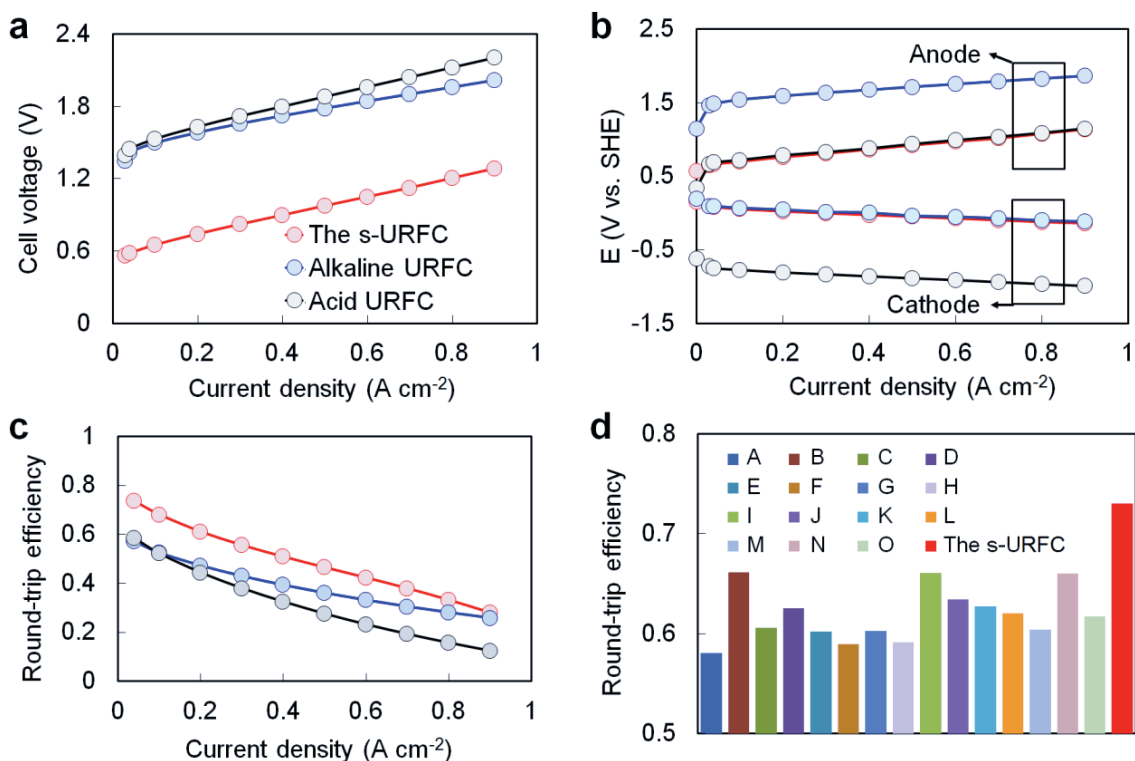 a
2.4
1.8
1.2
0.6
0
Cell voltage (V)
The s-URFC
Alkaline URFC
Acid URFC
0 0.2 0.4 0.6 0.8 1
Current density (A cm-2)
b
2.5
1.5
0.5
-0.5
-1.5
E (V vs. SHE)
Anode
Cathode
0 0.2 0.4 0.6 0.8 1
Current density (A cm-2)
c
1
0.8
0.6
0.4
0.2
0
Round-trip efficiency
0 0.2 0.4 0.6 0.8 1
Current density (A cm-2)
d
0.8
0.7
0.6
0.5
Round-trip efficiency
A B C D
E F G H
I J K L
M N O The s-URFC